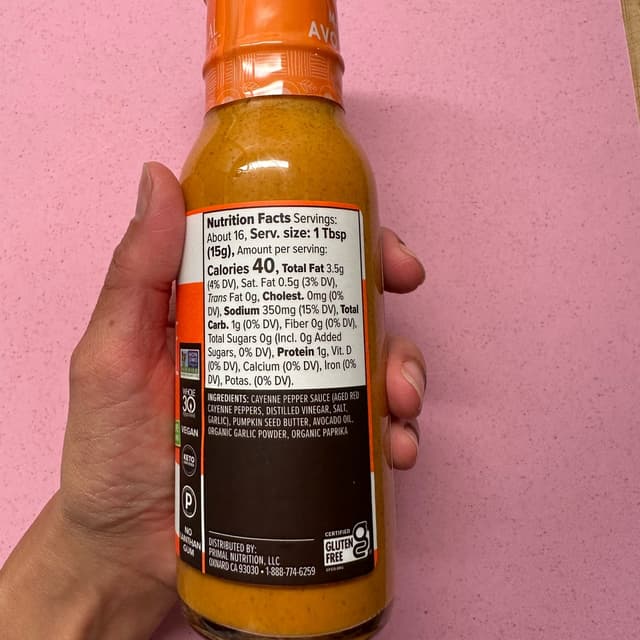 AVO
Nutrition Facts Servings:
About 16, Serv. size: 1 Tbsp
(15g), Amount per serving:
Calories 40, Total Fat 3.5g
(4% DV), Sat. Fat 0.5g (3% DV),
Trans Fat 0g, Cholest. 0mg (0%
DV), Sodium 350mg (15% DV), Total
Carb. 1g (0% DV), Fiber 0g (0% DV),
Total Sugars 0g (Incl. 0g Added
Sugars, 0% DV), Protein 1g, Vit. D
(0% DV), Calcium (0% DV), Iron (0%
DV), Potas. (0% DV).
INGREDIENTS: CAYENNE PEPPER SAUCE (AGED RED
CAYENNE PEPPERS, DISTILLED VINEGAR, SALT,
GARLIC), PUMPKIN SEED BUTTER, AVOCADO OIL,
ORGANIC GARLIC POWDER, ORGANIC PAPRIKA
WHOLE
30
VEGAN
KETO
P
NO
XANTHAN
GUM
DISTRIBUTED BY:
PRIMAL NUTRITION, LLC
OXNARD CA 93030 • 1-888-774-6259
CERTIFIED
GLUTEN
FREE